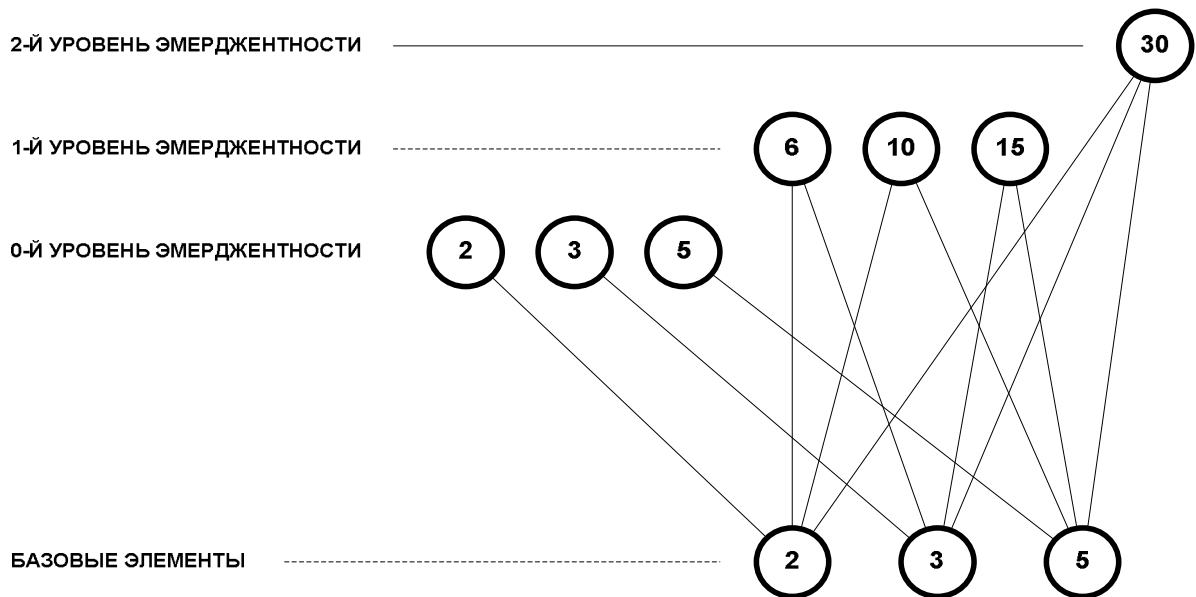 2-Й УРОВЕНЬ ЭМЕРДЖЕНТНОСТИ 30
1-Й УРОВЕНЬ ЭМЕРДЖЕНТНОСТИ 6 10 15
0-Й УРОВЕНЬ ЭМЕРДЖЕНТНОСТИ 2 3 5
БАЗОВЫЕ ЭЛЕМЕНТЫ 2 3 5